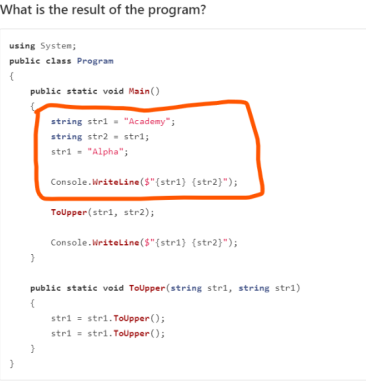 What is the result of the program?
using System;
public class Program
{
public static void Main()
{
string str1 = "Academy";
string str2 = str1;
str1 = "Alpha";
Console.WriteLine($"{str1} {str2}");
ToUpper(str1, str2);
Console.WriteLine($"{str1} {str2}");
}
public static void ToUpper(string str1, string str1)
{
str1 = str1.ToUpper();
str1 = str1.ToUpper();
}
}